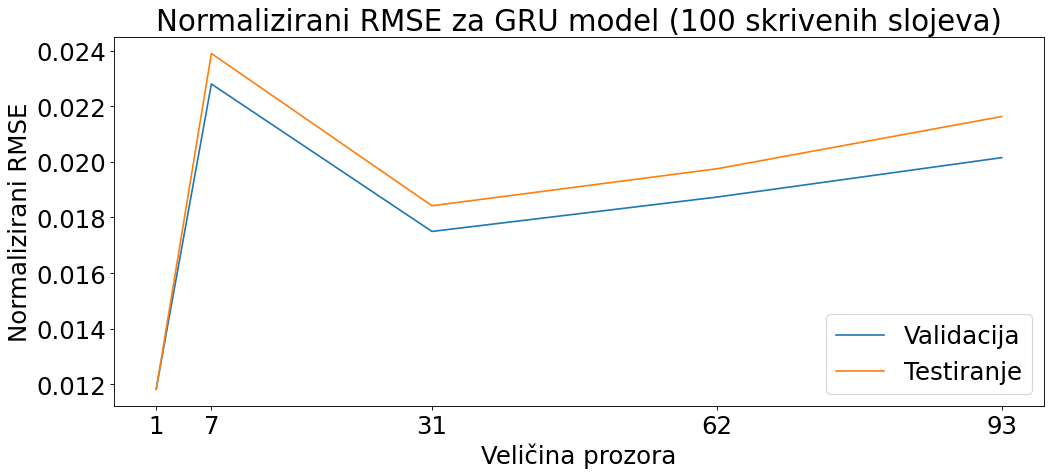 Normalizirani RMSE za GRU model (100 skrivenih slojeva)
Normalizirani RMSE
0.024
0.022
0.020
0.018
0.016
0.014
0.012
Validacija
Testiranje
1 7 31 62 93
Veličina prozora